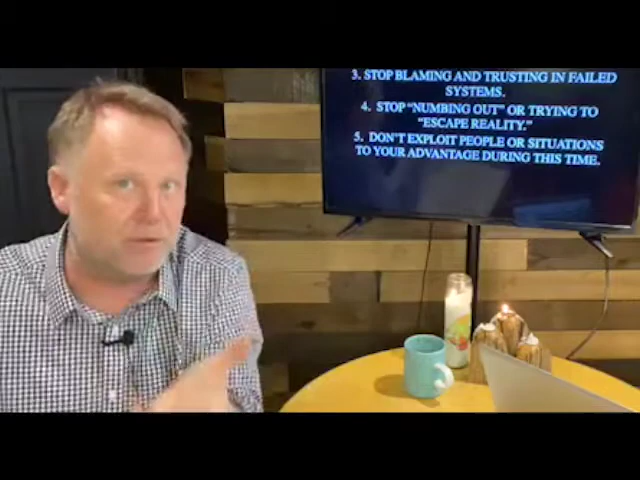 3. STOP BLAMING AND TRUSTING IN FAILED
SYSTEMS.
4. STOP “NUMBING OUT” OR TRYING TO
“ESCAPE REALITY.”
5. DON’T EXPLOIT PEOPLE OR SITUATIONS
TO YOUR ADVANTAGE DURING THIS TIME.